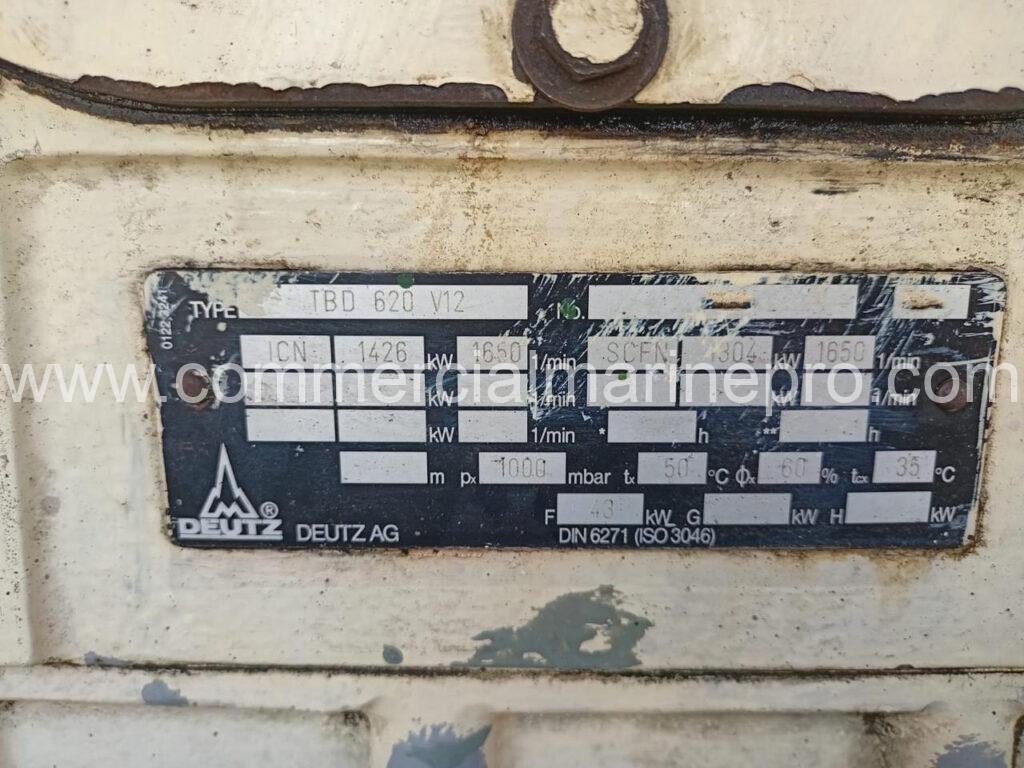 TYPE TBD 620 V12 No.
0122 2241
ICN 1426 kW 1650 1/min SCFN 1304 kW 1650 1/min
www.commercialmarinepro.com
kW 1/min kW 1/min
kW 1/min * h ** h
m px 1000 mbar tx 50 °C ϕx 60 % tcx 35 °C
F 43 kW G kW H kW
DEUTZ ® DEUTZ AG DIN 6271 (ISO 3046)